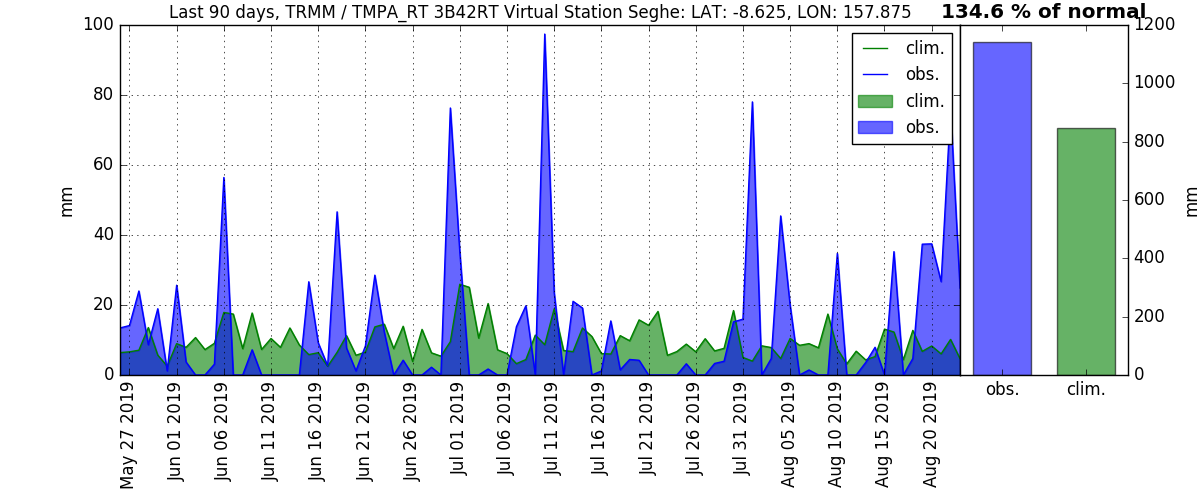 Last 90 days, TRMM / TMPA_RT 3B42RT Virtual Station Seghe: LAT: -8.625, LON: 157.875
134.6 % of normal
100
80
60
40
20
0
mm
clim.
obs.
clim.
obs.
1200
1000
800
600
400
200
0
mm
May 27 2019
Jun 01 2019
Jun 06 2019
Jun 11 2019
Jun 16 2019
Jun 21 2019
Jun 26 2019
Jul 01 2019
Jul 06 2019
Jul 11 2019
Jul 16 2019
Jul 21 2019
Jul 26 2019
Jul 31 2019
Aug 05 2019
Aug 10 2019
Aug 15 2019
Aug 20 2019
obs.
clim.